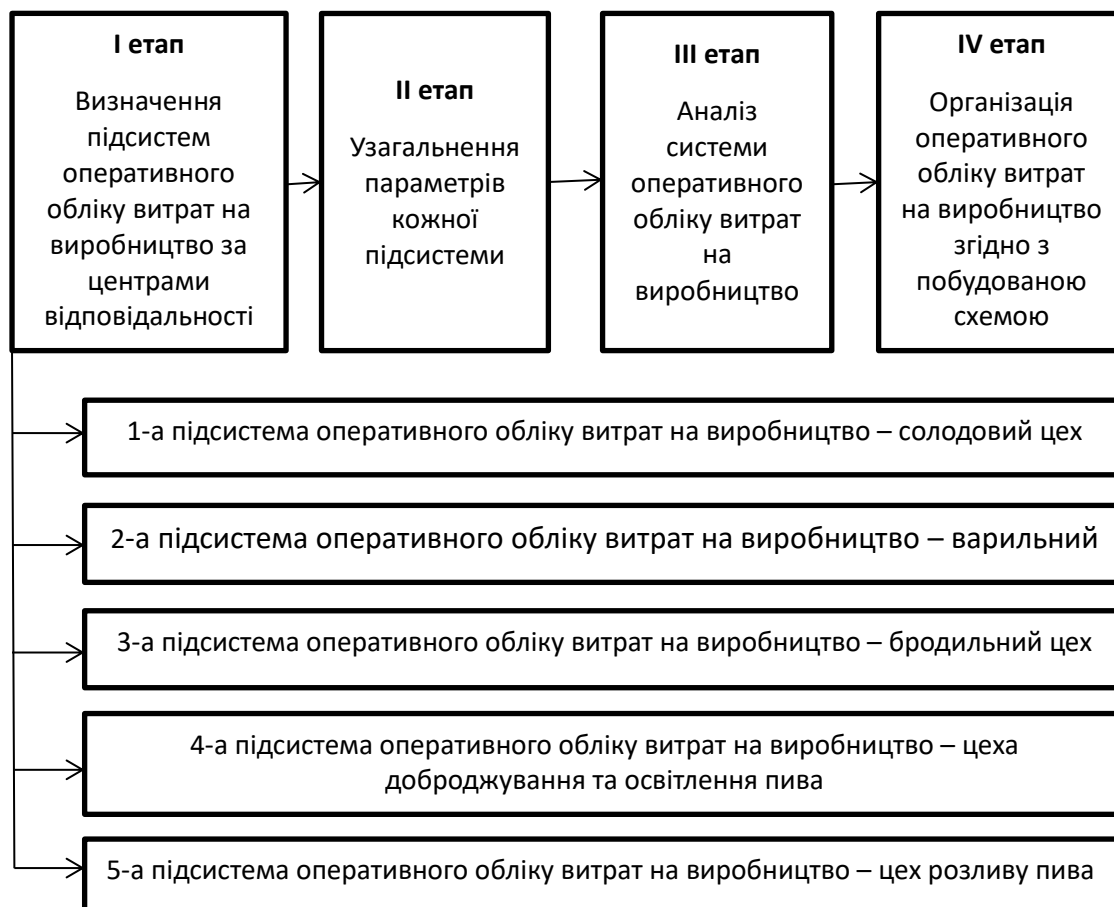 I етап
Визначення
підсистем
оперативного
обліку витрат на
виробництво за
центрами
відповідальності
II етап
Узагальнення
параметрів
кожної
підсистеми
III етап
Аналіз
системи
оперативного
обліку витрат
на
виробництво
IV етап
Організація
оперативного
обліку витрат
на виробництво
згідно з
побудованою
схемою
1-а підсистема оперативного обліку витрат на виробництво – солодовий цех
2-а підсистема оперативного обліку витрат на виробництво – варильний
3-а підсистема оперативного обліку витрат на виробництво – бродильний цех
4-а підсистема оперативного обліку витрат на виробництво – цеха
доброджування та освітлення пива
5-а підсистема оперативного обліку витрат на виробництво – цех розливу пива